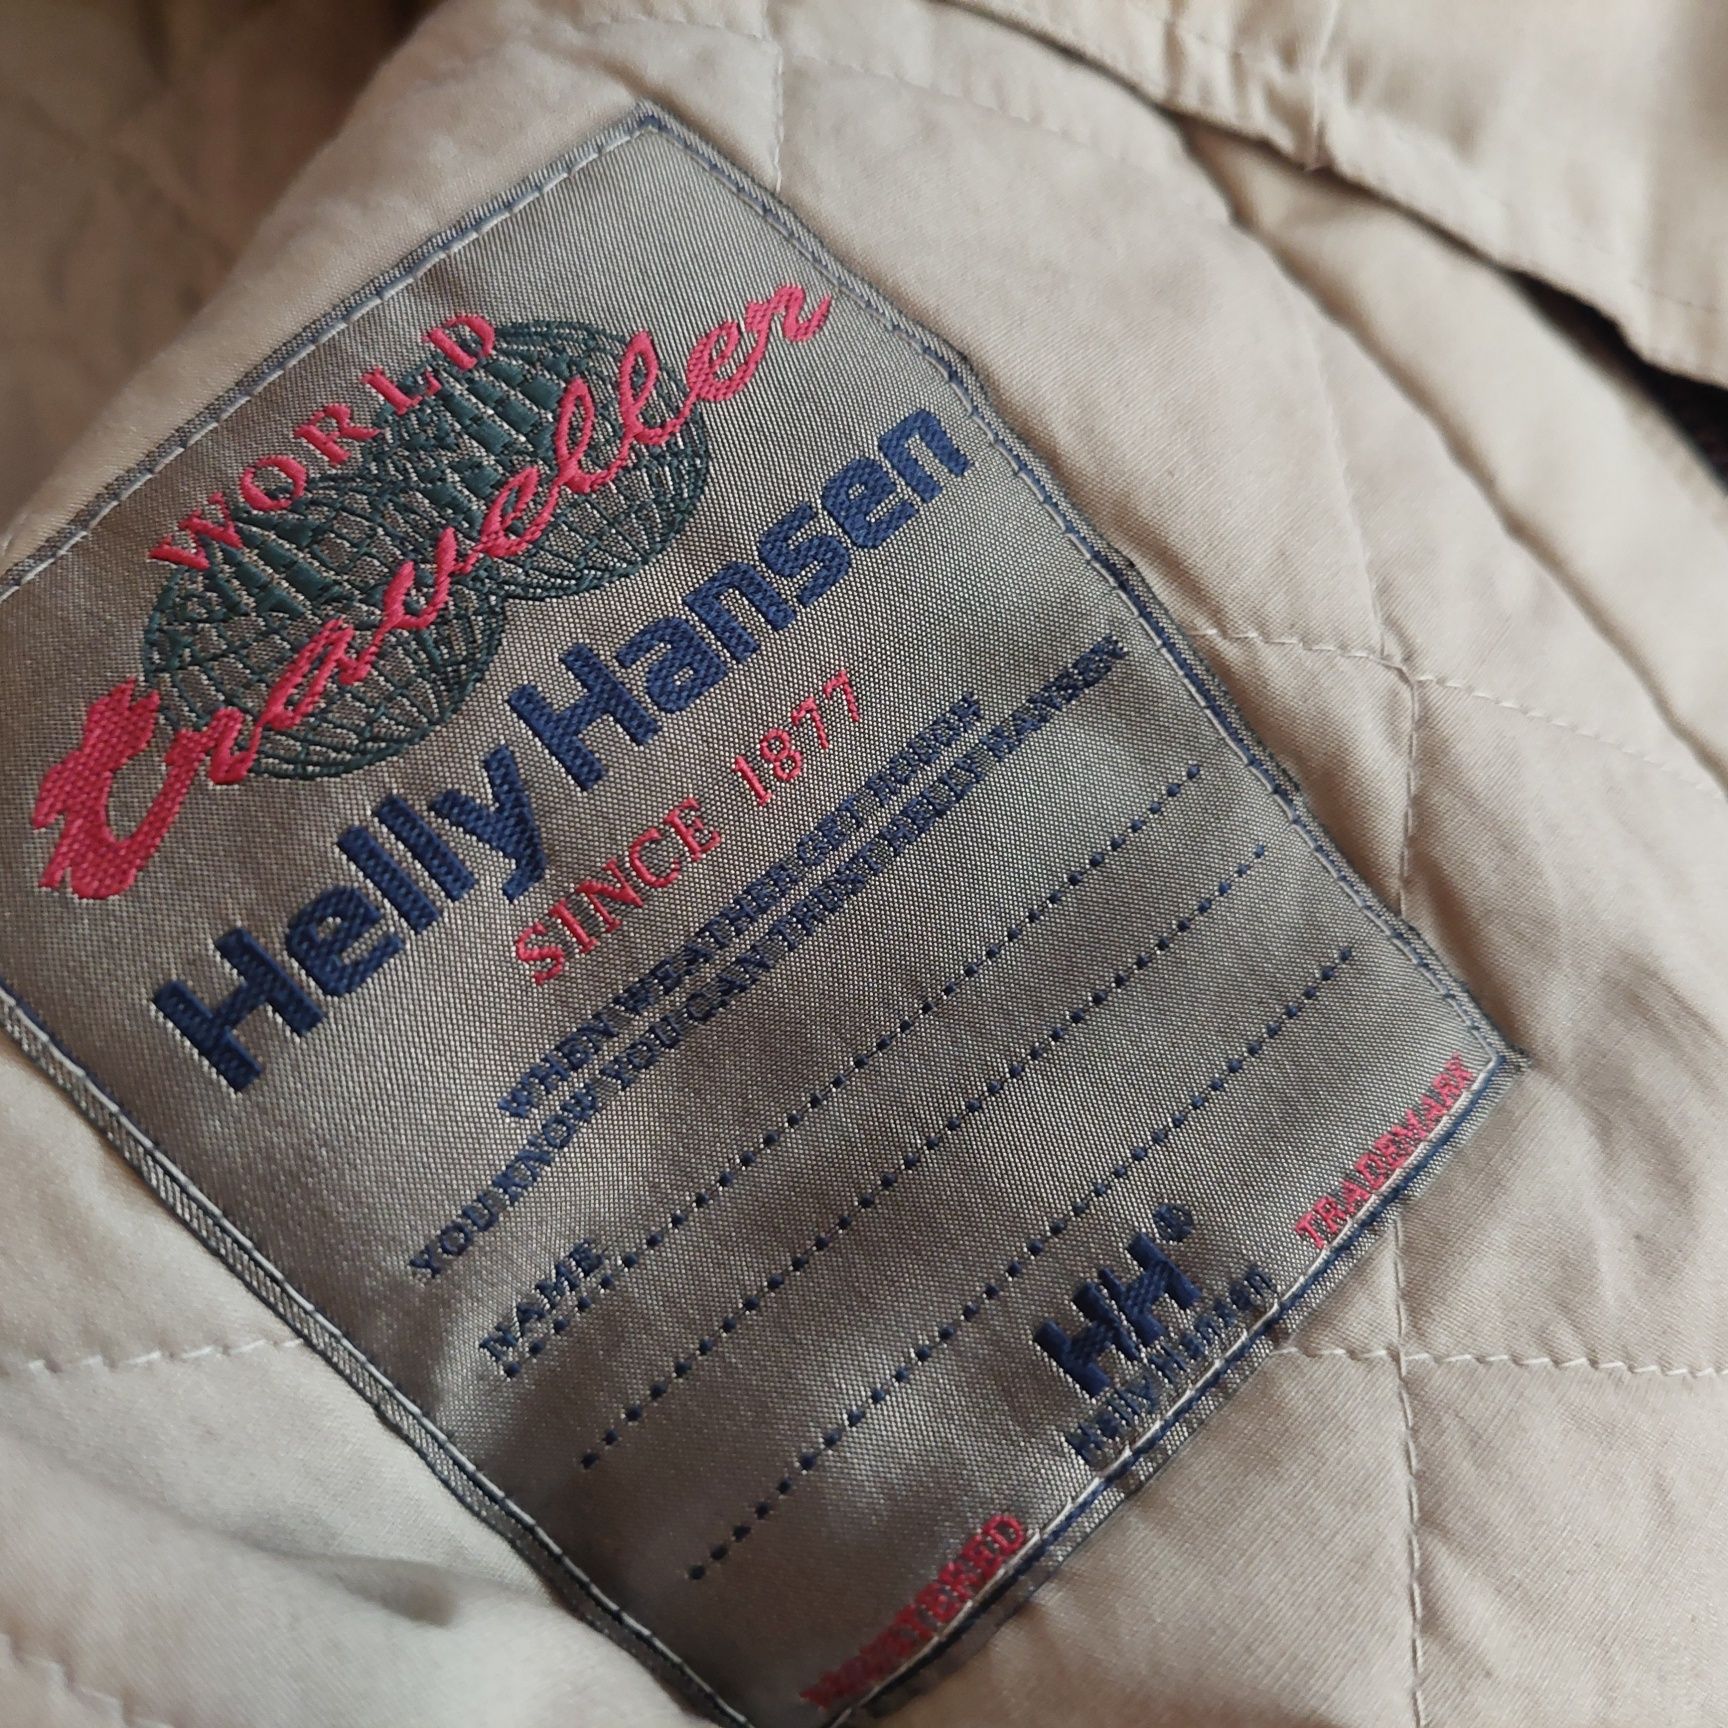 WORLD
Traveller
Helly Hansen
SINCE 1877
WHEN WEATHER GET ROUGH
YOU KNOW YOU CAN TRUST HELLY HANSEN
NAME
HH®
Helly Hansen
REGISTERED TRADEMARK